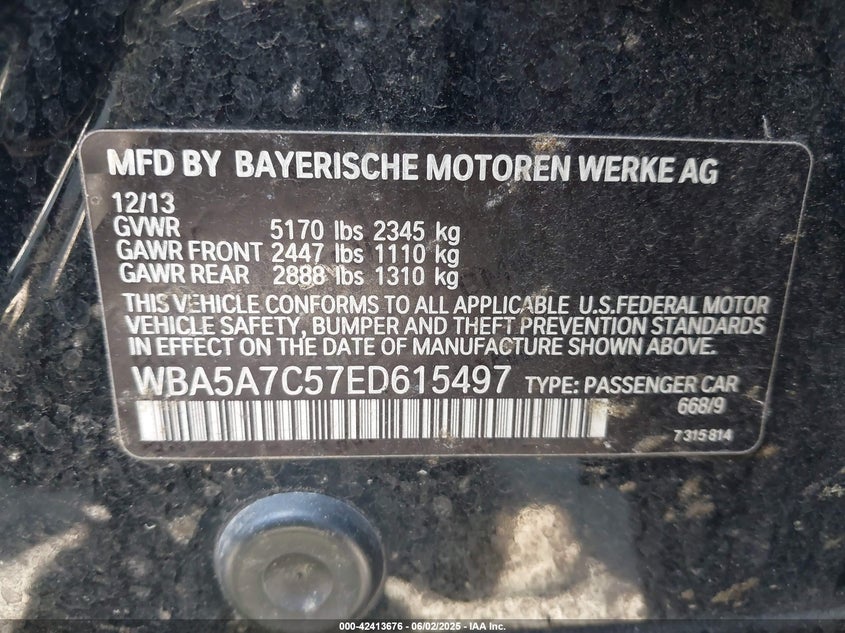 MFD BY BAYERISCHE MOTOREN WERKE AG
12/13
GVWR 5170 lbs 2345 kg
GAWR FRONT 2447 lbs 1110 kg
GAWR REAR 2888 lbs 1310 kg
THIS VEHICLE CONFORMS TO ALL APPLICABLE U.S.FEDERAL MOTOR
VEHICLE SAFETY, BUMPER AND THEFT PREVENTION STANDARDS
IN EFFECT ON THE DATE OF MANUFACTURE SHOWN ABOVE.
WBA5A7C57ED615497 TYPE: PASSENGER CAR
668/9
7 315 814
000-42413676 - 06/02/2025 - IAA Inc.